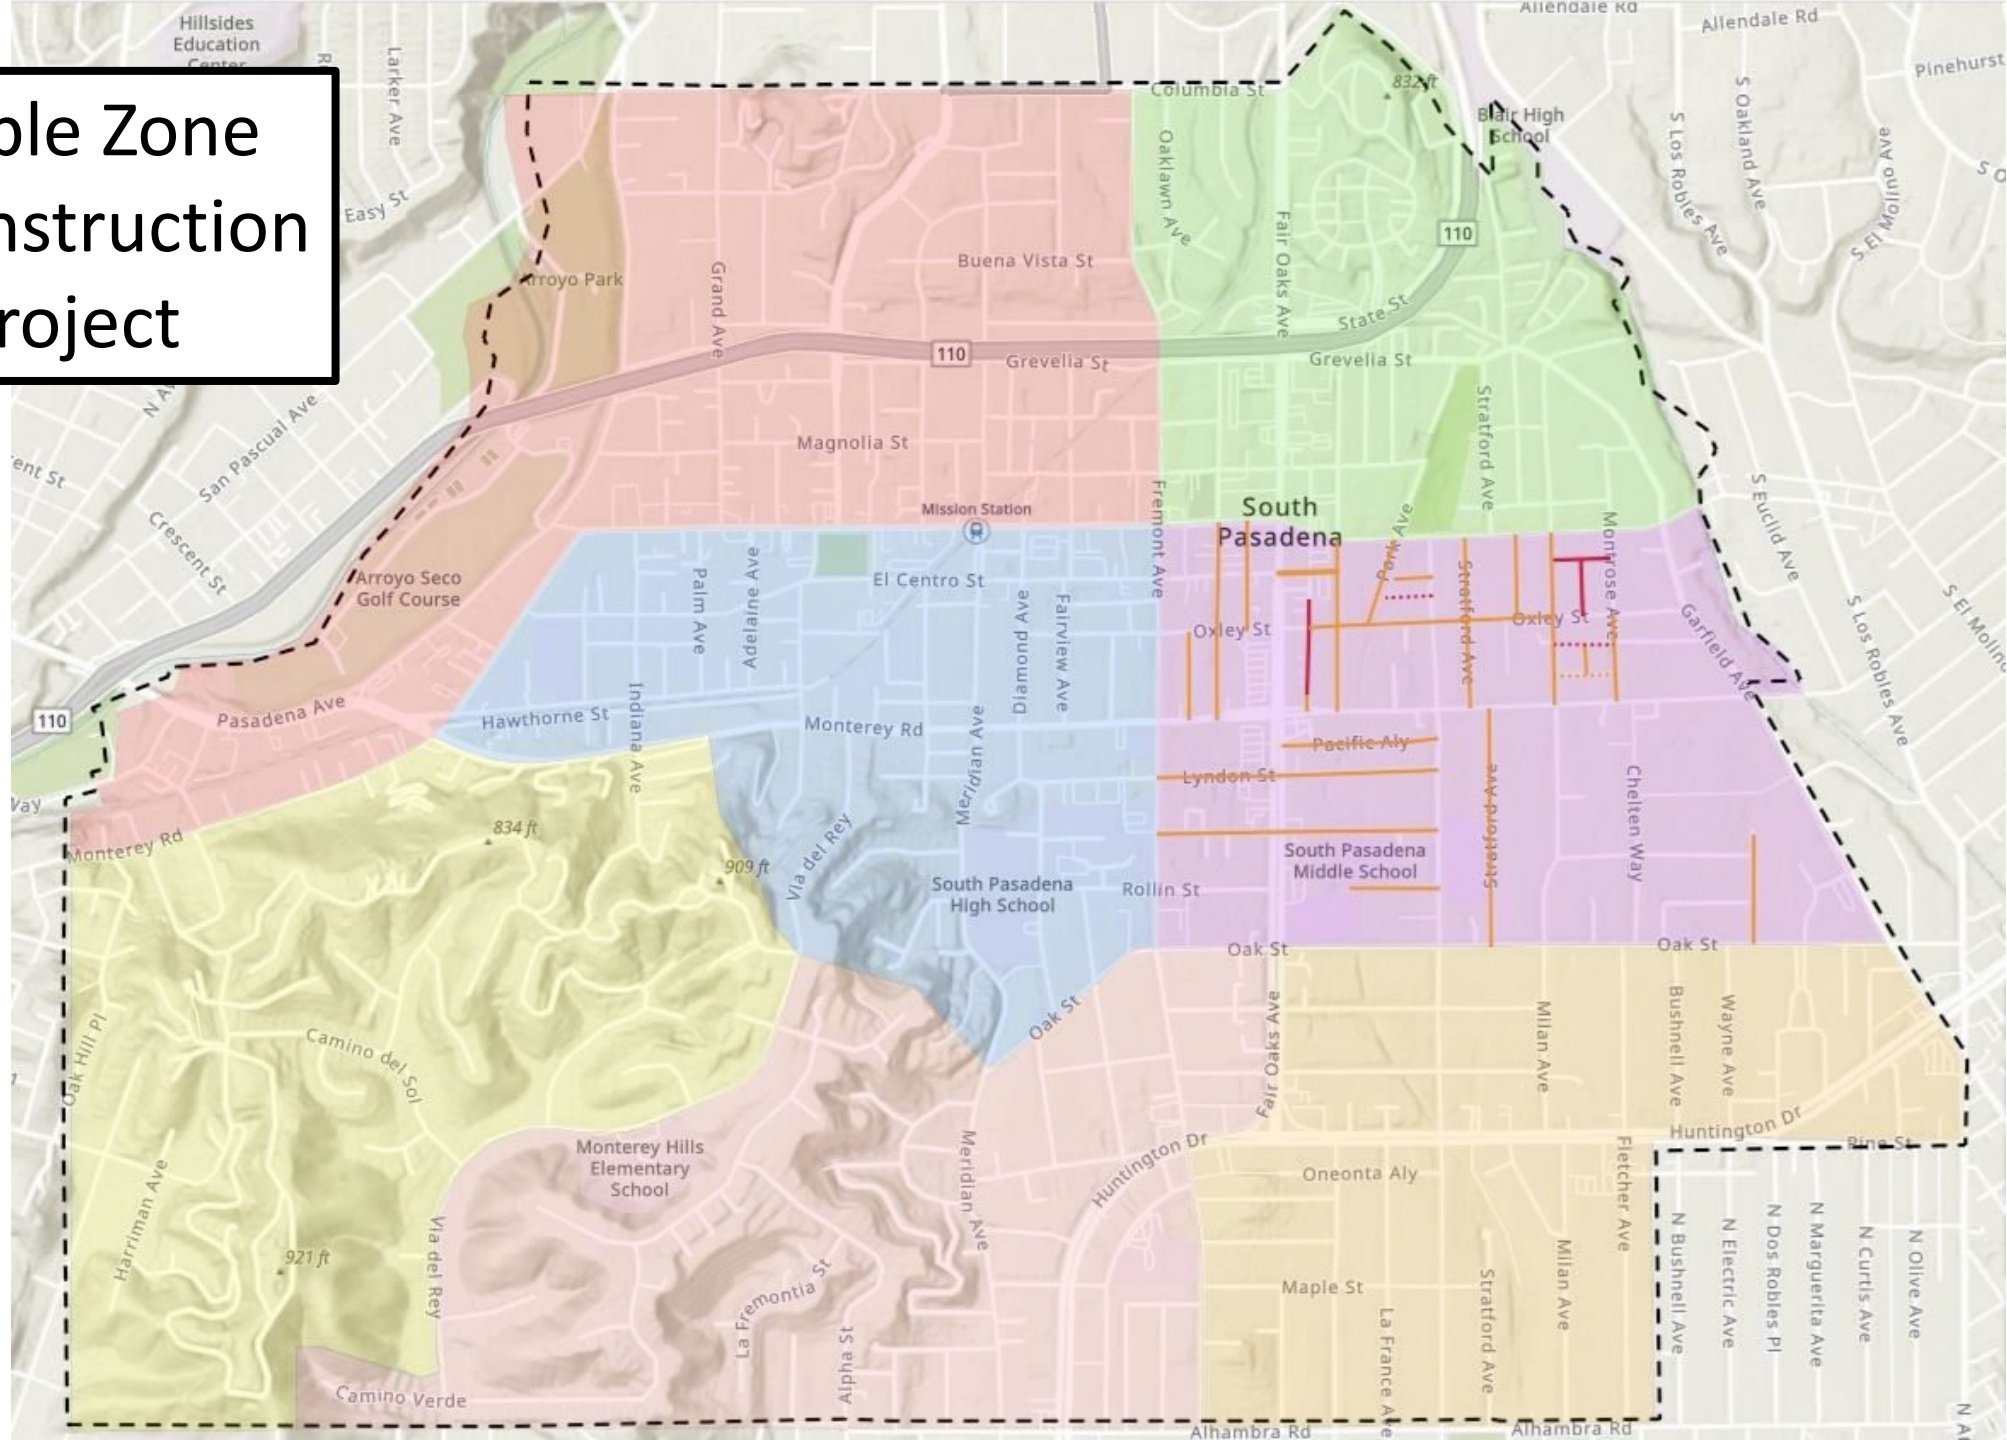 Hillsides
Education
Center
ple Zone
nstruction
roject
Larker Ave
Easy St
San Pascual Ave
Crescent St
ent St
Allendale Rd
Allendale Rd
Pinehurst
Columbia St
832 ft
Blair High
School
S Oakland Ave
S Los Robles Ave
S El Molino Ave
Oaklawn Ave
Fair Oaks Ave
110
Buena Vista St
Arroyo Park
Grand Ave
State St
110
Grevelia St
Grevelia St
Stratford Ave
Magnolia St
Mission Station
Fremont Ave
South
Pasadena
Park Ave
Montrose Ave
S Euclid Ave
S Los Robles Ave
S El Molino
Arroyo Seco
Golf Course
Palm Ave
Adelaine Ave
El Centro St
Diamond Ave
Fairview Ave
Oxley St
Stratford Ave
Oxley St
Garfield Ave
110
Pasadena Ave
Hawthorne St
Indiana Ave
Monterey Rd
Meridian Ave
Pacific Aly
Lyndon St
Stratford Ave
Chelten Way
Way
Monterey Rd
834 ft
909 ft
Via del Rey
South Pasadena
High School
Rollin St
South Pasadena
Middle School
Oak St
Oak St
Oak St
Oak Hill Pl
Camino del Sol
Fair Oaks Ave
Milan Ave
Bushnell Ave
Wayne Ave
Huntington Dr
Pine St
Monterey Hills
Elementary
School
Meridian Ave
Huntington Dr
Oneonta Aly
Fletcher Ave
Harriman Ave
921 ft
Via del Rey
La Fremontia St
Alpha St
Maple St
La France Ave
Stratford Ave
Milan Ave
N Bushnell Ave
N Electric Ave
N Dos Robles Pl
N Marguerita Ave
N Curtis Ave
N Olive Ave
Camino Verde
Alhambra Rd
Alhambra Rd